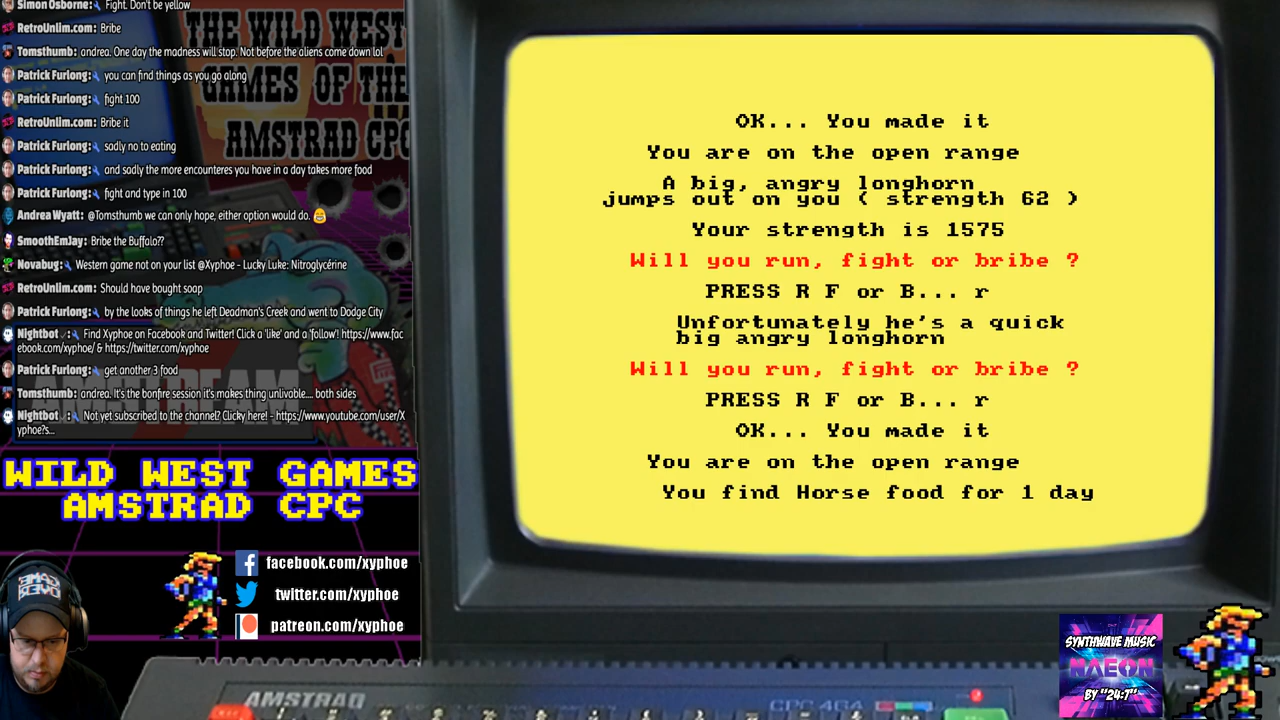 Simon Osborne: Fight. Don't be yellow
RetroUnlim.com: Bribe
Tomsthumb: andrea. One day the madness will stop. Not before the aliens come down lol
Patrick Furlong: you can find things as you go along
Patrick Furlong: fight 100
RetroUnlim.com: Bribe it
Patrick Furlong: sadly no to eating
Patrick Furlong: and sadly the more encounteres you have in a day takes more food
Patrick Furlong: fight and type in 100
Andrea Wyatt: @Tomsthumb we can only hope, either option would do. 😁
SmoothEmJay: Bribe the Buffalo??
Novabug: Western game not on your list @Xyphoe - Lucky Luke: Nitroglycérine
RetroUnlim.com: Should have bought soap
Patrick Furlong: by the looks of things he left Deadman's Creek and went to Dodge City
Nightbot: Find Xyphoe on Facebook and Twitter! Click a 'like' and a 'follow'! https://www.fac
ebook.com/xyphoe/ & https://twitter.com/xyphoe
Patrick Furlong: get another 3 food
Tomsthumb: andrea. It's the bonfire session it's makes thing unlivable.... both sides
Nightbot: Not yet subscribed to the channel? Clicky here! - https://www.youtube.com/user/X
yphoe?s...
THE WILD WEST
GAMES OF THE
AMSTRAD CPC
AMSTREAM
WILD WEST GAMES
AMSTRAD CPC
facebook.com/xyphoe
twitter.com/xyphoe
patreon.com/xyphoe
GAME
OVER
OK... You made it
You are on the open range
A big, angry longhorn
jumps out on you ( strength 62 )
Your strength is 1575
Will you run, fight or bribe ?
PRESS R F or B... r
Unfortunately he's a quick
big angry longhorn
Will you run, fight or bribe ?
PRESS R F or B... r
OK... You made it
You are on the open range
You find Horse food for 1 day
AMSTRAD
CPC 464
SYNTHWAVE MUSIC
NAEON
BY "24:7"